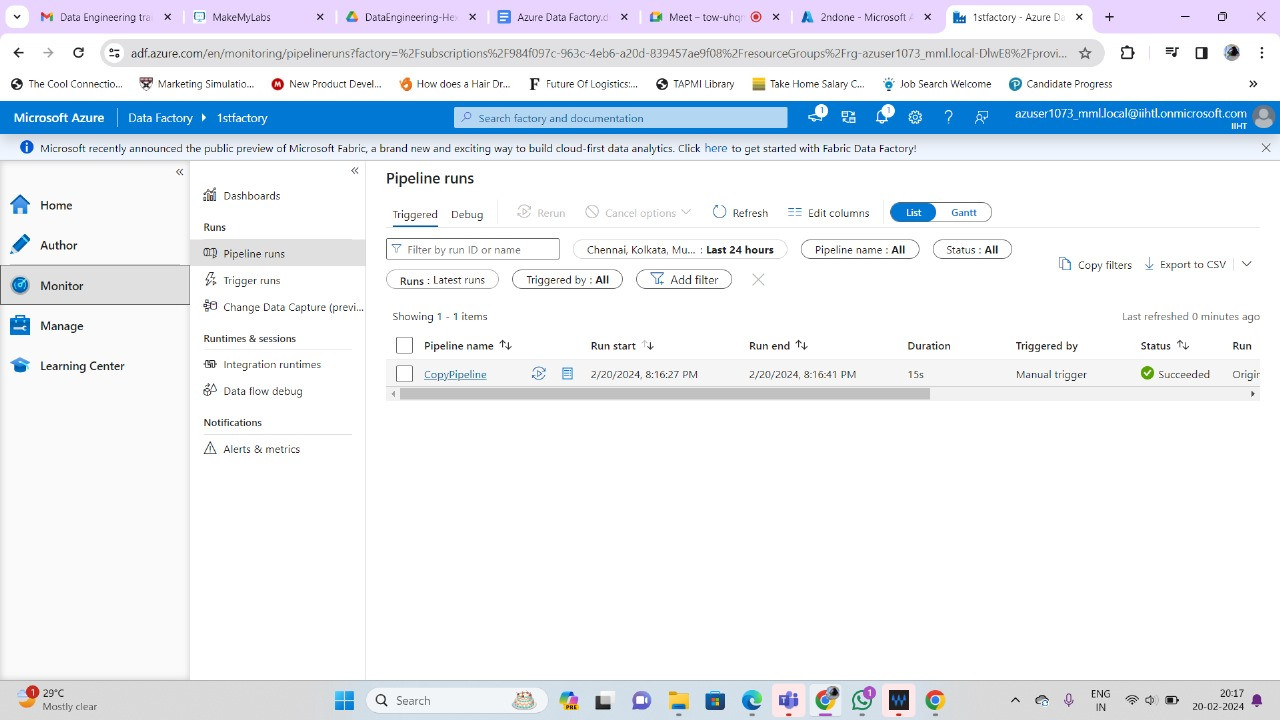 Data Engineering tra
MakeMyLabs
DataEngineering-Hex
Azure Data Factory.d
Meet – tow-uhqr
2ndone - Microsoft A
1stfactory - Azure Da
adf.azure.com/en/monitoring/pipelineruns?factory=%2Fsubscriptions%2F984f097c-963c-4eb6-a20d-839457ae9f08%2FresourceGroups%2Frg-azuser1073_mml.local-DlwE8%2Fprovi...
The Cool Connectio...
Marketing Simulatio...
New Product Devel...
How does a Hair Dr...
Future Of Logistics:...
TAPMI Library
Take Home Salary C...
Job Search Welcome
Candidate Progress
Microsoft Azure
Data Factory
1stfactory
Search factory and documentation
1
1
azuser1073_mml.local@iihtl.onmicrosoft.com
IIHT
Microsoft recently announced the public preview of Microsoft Fabric, a brand new and exciting way to build cloud-first data analytics. Click here to get started with Fabric Data Factory!
Home
Author
Monitor
Manage
Learning Center
Dashboards
Runs
Pipeline runs
Trigger runs
Change Data Capture (previ...
Runtimes & sessions
Integration runtimes
Data flow debug
Notifications
Alerts & metrics
Pipeline runs
Triggered
Debug
Rerun
Cancel options
Refresh
Edit columns
List
Gantt
Filter by run ID or name
Chennai, Kolkata, Mu... : Last 24 hours
Pipeline name : All
Status : All
Runs : Latest runs
Triggered by : All
Add filter
Copy filters
Export to CSV
Showing 1 - 1 items
Last refreshed 0 minutes ago
Pipeline name
Run start
Run end
Duration
Triggered by
Status
Run
CopyPipeline
2/20/2024, 8:16:27 PM
2/20/2024, 8:16:41 PM
15s
Manual trigger
Succeeded
Origin
1
29°C
Mostly clear
Search
PRE
1
ENG
IN
20:17
20-02-2024